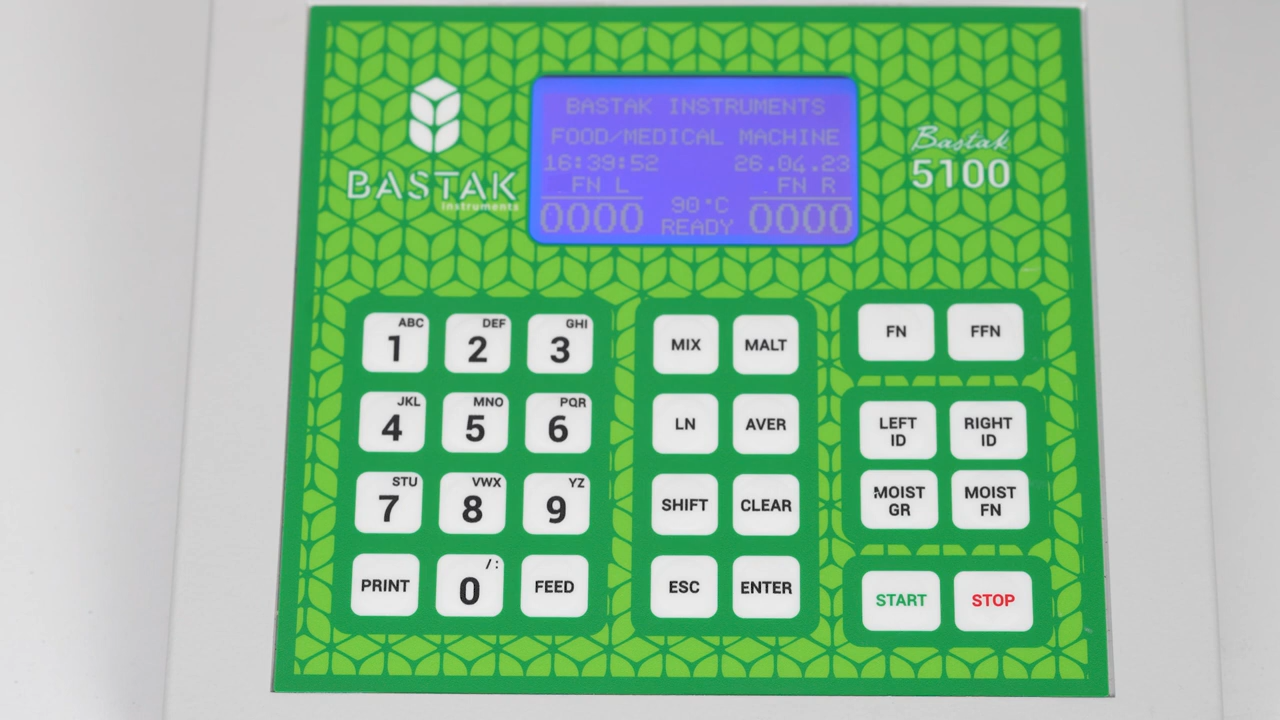 BASTAK
Instruments
BASTAK INSTRUMENTS
FOOD/MEDICAL MACHINE
16:39:52 26.04.23
FN L FN R
90°C
0000 READY 0000
Bastak
5100
ABC DEF GHI
1 2 3
JKL MNO PQR
4 5 6
STU VWX YZ
7 8 9
/:
PRINT 0 FEED
MIX MALT
LN AVER
SHIFT CLEAR
ESC ENTER
FN FFN
LEFT ID
RIGHT ID
MOIST GR
MOIST FN
START STOP